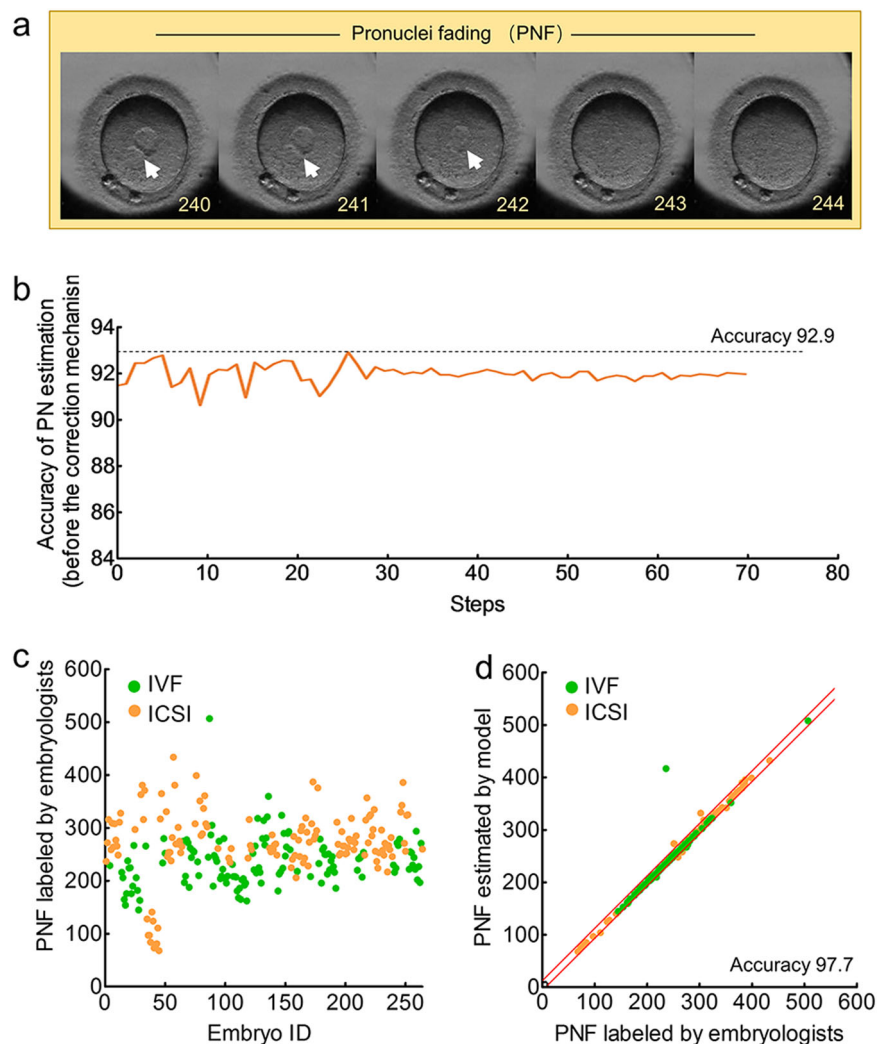 a
Pronuclei fading （PNF）
240
241
242
243
244
b
Accuracy of PN estimation
(before the correction mechanism
94
92
90
88
86
84
Accuracy 92.9
0
10
20
30
40
50
60
70
80
Steps
c
PNF labeled by embryologists
600
500
400
300
200
100
0
IVF
ICSI
0
50
100
150
200
250
Embryo ID
d
PNF estimated by model
600
500
400
300
200
100
0
IVF
ICSI
Accuracy 97.7
0
100
200
300
400
500
600
PNF labeled by embryologists